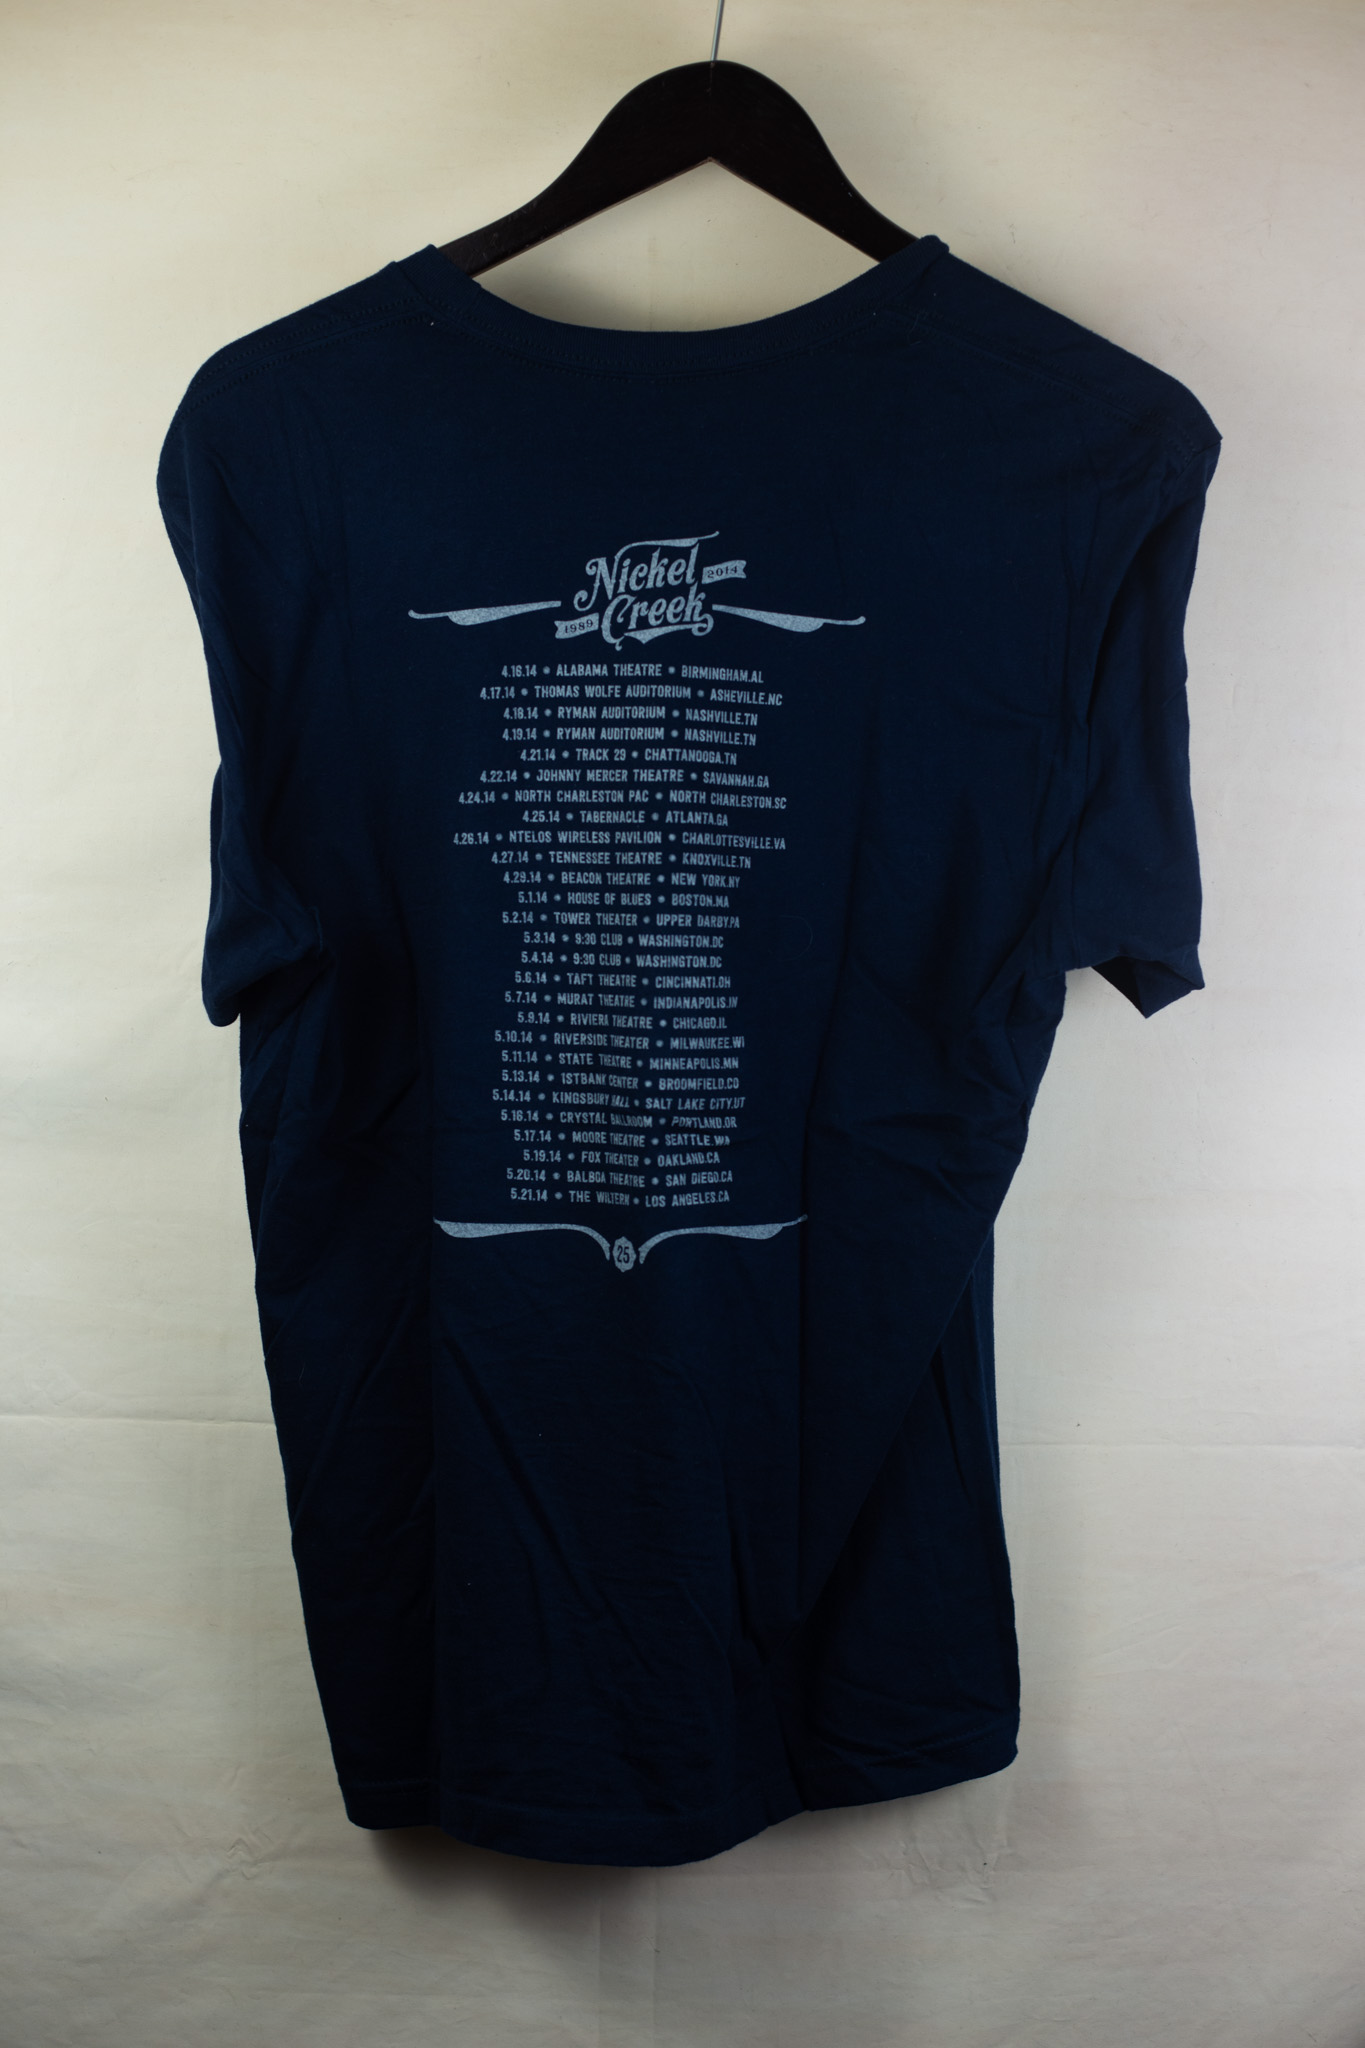 Nickel
2014
1989
Creek
4.16.14 • ALABAMA THEATRE • BIRMINGHAM.AL
4.17.14 • THOMAS WOLFE AUDITORIUM • ASHEVILLE.NC
4.18.14 • RYMAN AUDITORIUM • NASHVILLE.TN
4.19.14 • RYMAN AUDITORIUM • NASHVILLE.TN
4.21.14 • TRACK 29 • CHATTANOOGA.TN
4.22.14 • JOHNNY MERCER THEATRE • SAVANNAH.GA
4.24.14 • NORTH CHARLESTON PAC • NORTH CHARLESTON.SC
4.25.14 • TABERNACLE • ATLANTA.GA
4.26.14 • NTELOS WIRELESS PAVILION • CHARLOTTESVILLE.VA
4.27.14 • TENNESSEE THEATRE • KNOXVILLE.TN
4.29.14 • BEACON THEATRE • NEW YORK.NY
5.1.14 • HOUSE OF BLUES • BOSTON.MA
5.2.14 • TOWER THEATER • UPPER DARBY.PA
5.3.14 • 9:30 CLUB • WASHINGTON.DC
5.4.14 • 9:30 CLUB • WASHINGTON.DC
5.6.14 • TAFT THEATRE • CINCINNATI.OH
5.7.14 • MURAT THEATRE • INDIANAPOLIS.IN
5.9.14 • RIVIERA THEATRE • CHICAGO.IL
5.10.14 • RIVERSIDE THEATER • MILWAUKEE.WI
5.11.14 • STATE THEATRE • MINNEAPOLIS.MN
5.13.14 • 1STBANK CENTER • BROOMFIELD.CO
5.14.14 • KINGSBURY HALL • SALT LAKE CITY.UT
5.16.14 • CRYSTAL BALLROOM • PORTLAND.OR
5.17.14 • MOORE THEATRE • SEATTLE.WA
5.19.14 • FOX THEATER • OAKLAND.CA
5.20.14 • BALBOA THEATRE • SAN DIEGO.CA
5.21.14 • THE WILTERN • LOS ANGELES.CA
25